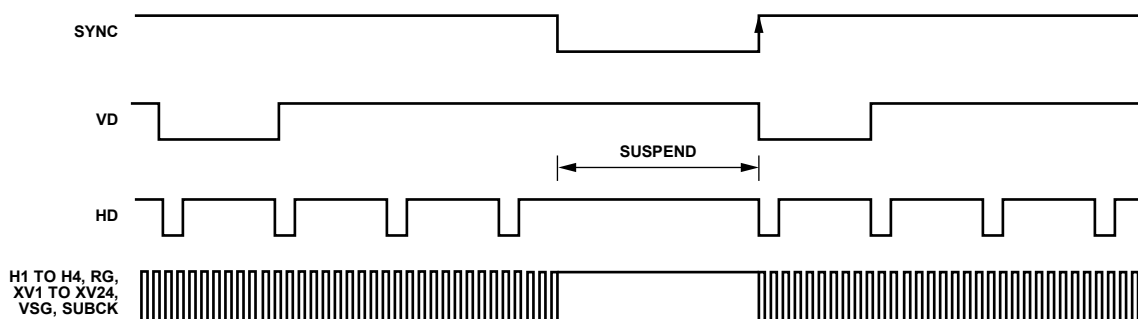 SYNC
VD
SUSPEND
HD
H1 TO H4, RG,
XV1 TO XV24,
VSG, SUBCK